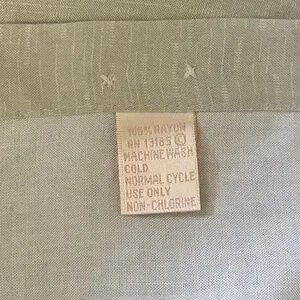 100% RAYON
RN 13185 ©
MACHINE WASH
COLD
NORMAL CYCLE
USE ONLY
NON-CHLORINE